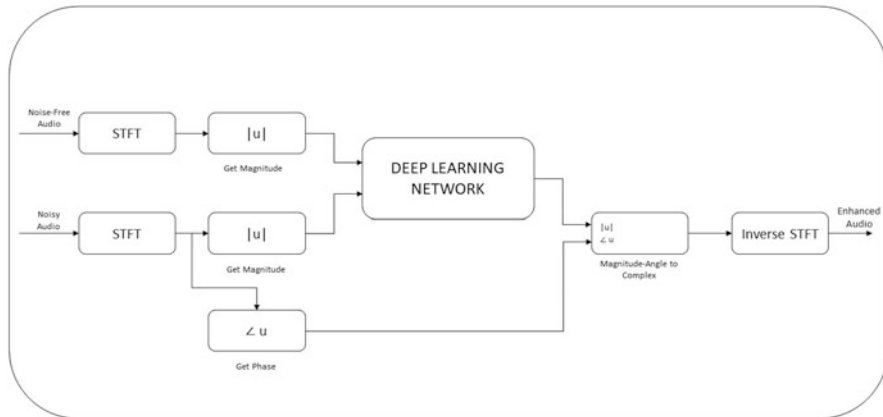 Noise-Free
Audio
STFT
|u|
Get Magnitude
DEEP LEARNING
NETWORK
Noisy
Audio
STFT
|u|
Get Magnitude
∠ u
Get Phase
|u|
∠ u
Magnitude-Angle to
Complex
Inverse STFT
Enhanced
Audio